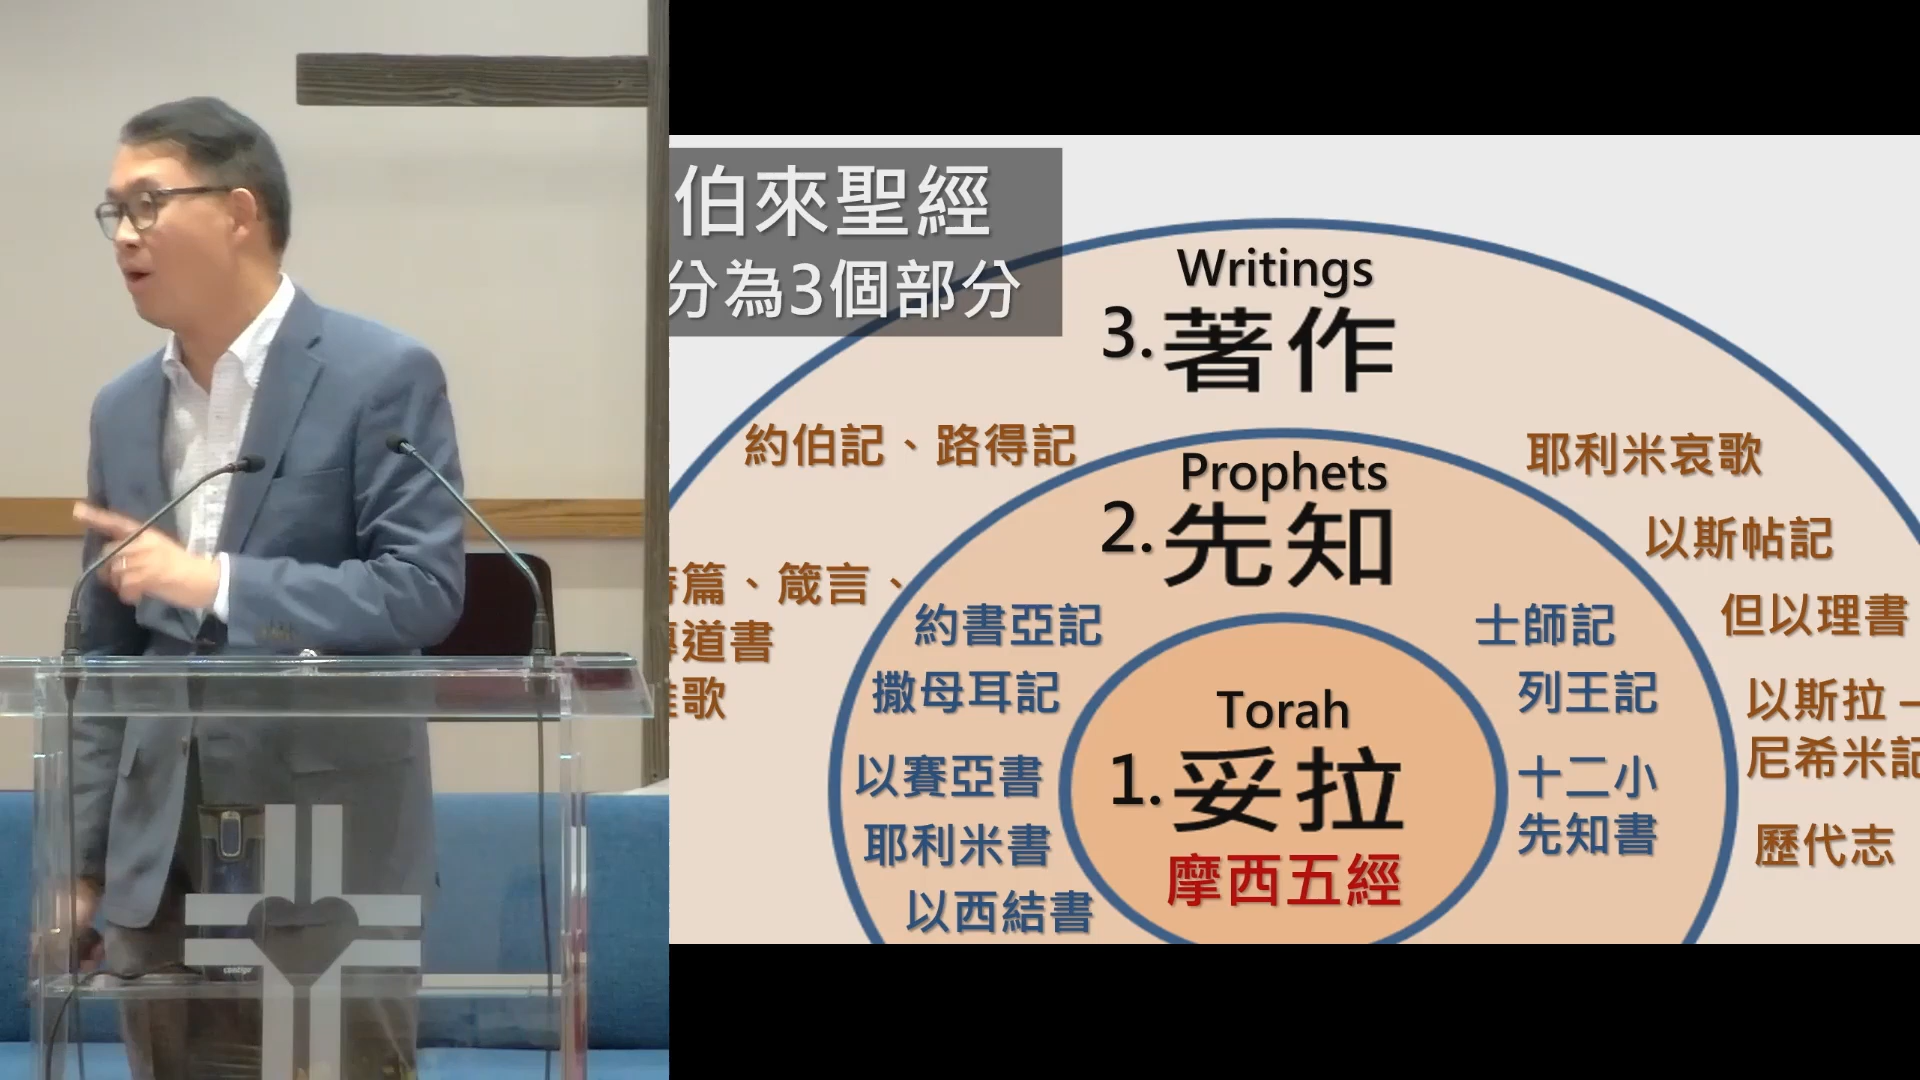 伯來聖經
分為3個部分
Writings
3.著作
約伯記、路得記
耶利米哀歌
Prophets
2.先知
以斯帖記
篇、箴言、
道書
歌
約書亞記
士師記
但以理書
撒母耳記
列王記
以斯拉–
尼希米記
Torah
1.妥拉
摩西五經
以賽亞書
耶利米書
以西結書
十二小
先知書
歷代志
contigo